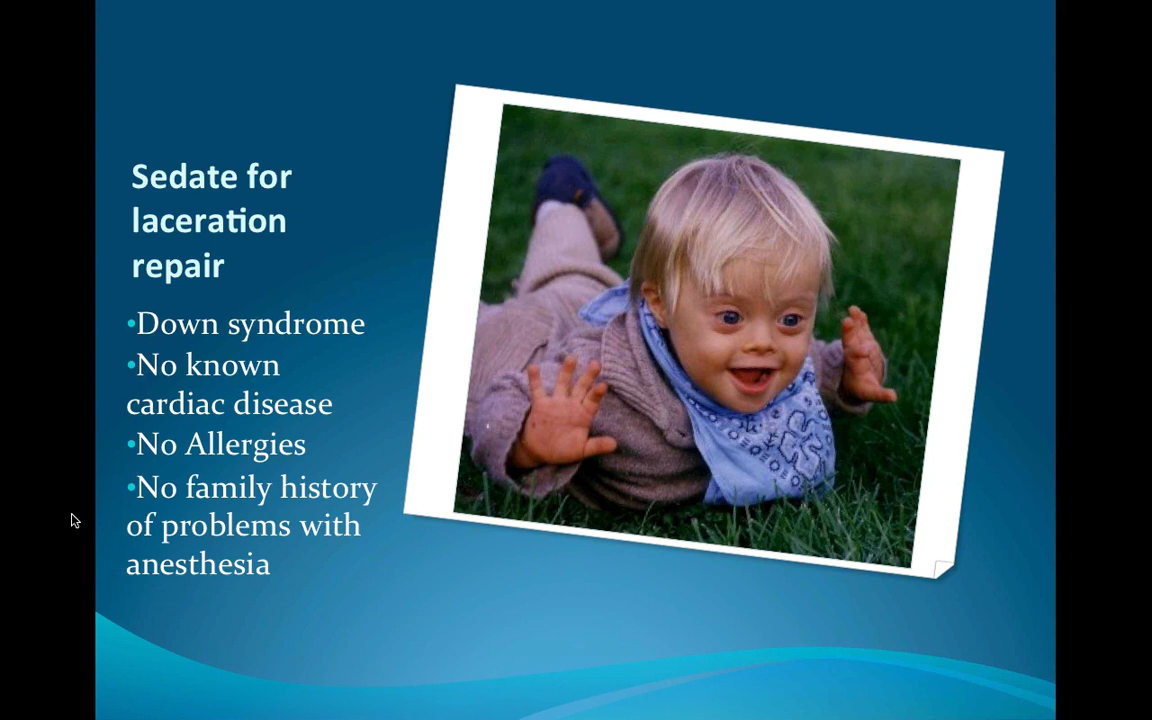 Sedate for
laceration
repair
•Down syndrome
•No known
cardiac disease
•No Allergies
•No family history
of problems with
anesthesia